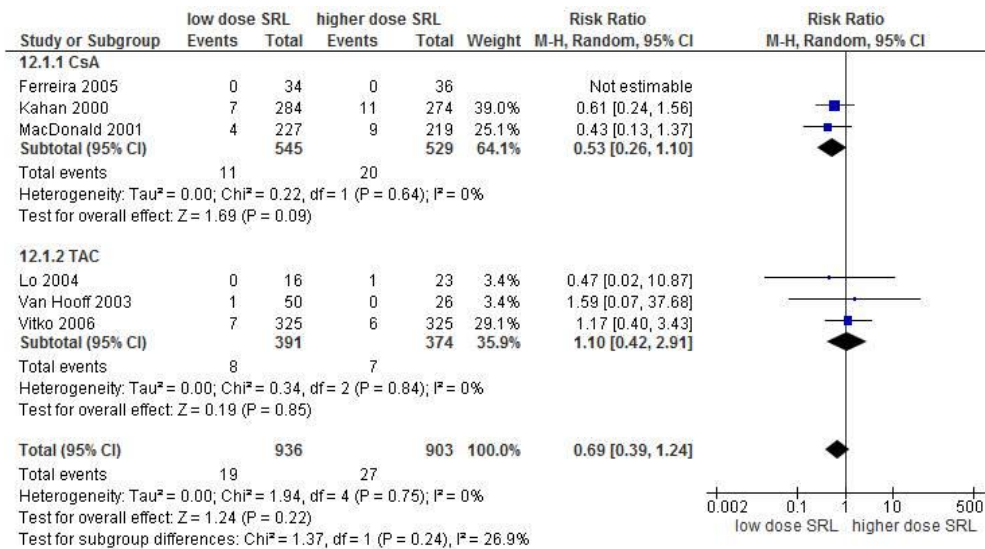 low dose SRL higher dose SRL Risk Ratio Risk Ratio
Study or Subgroup Events Total Events Total Weight M-H, Random, 95% CI M-H, Random, 95% CI
12.1.1 CsA
Ferreira 2005 0 34 0 36 Not estimable
Kahan 2000 7 284 11 274 39.0% 0.61 [0.24, 1.56]
MacDonald 2001 4 227 9 219 25.1% 0.43 [0.13, 1.37]
Subtotal (95% CI) 545 529 64.1% 0.53 [0.26, 1.10]
Total events 11 20
Heterogeneity: Tau² = 0.00; Chi² = 0.22, df = 1 (P = 0.64); I² = 0%
Test for overall effect: Z = 1.69 (P = 0.09)
12.1.2 TAC
Lo 2004 0 16 1 23 3.4% 0.47 [0.02, 10.87]
Van Hooff 2003 1 50 0 26 3.4% 1.59 [0.07, 37.68]
Vitko 2006 7 325 6 325 29.1% 1.17 [0.40, 3.43]
Subtotal (95% CI) 391 374 35.9% 1.10 [0.42, 2.91]
Total events 8 7
Heterogeneity: Tau² = 0.00; Chi² = 0.34, df = 2 (P = 0.84); I² = 0%
Test for overall effect: Z = 0.19 (P = 0.85)
Total (95% CI) 936 903 100.0% 0.69 [0.39, 1.24]
Total events 19 27
Heterogeneity: Tau² = 0.00; Chi² = 1.94, df = 4 (P = 0.75); I² = 0%
Test for overall effect: Z = 1.24 (P = 0.22)
Test for subgroup differences: Chi² = 1.37, df = 1 (P = 0.24), I² = 26.9%
0.002 0.1 1 10 500
low dose SRL higher dose SRL